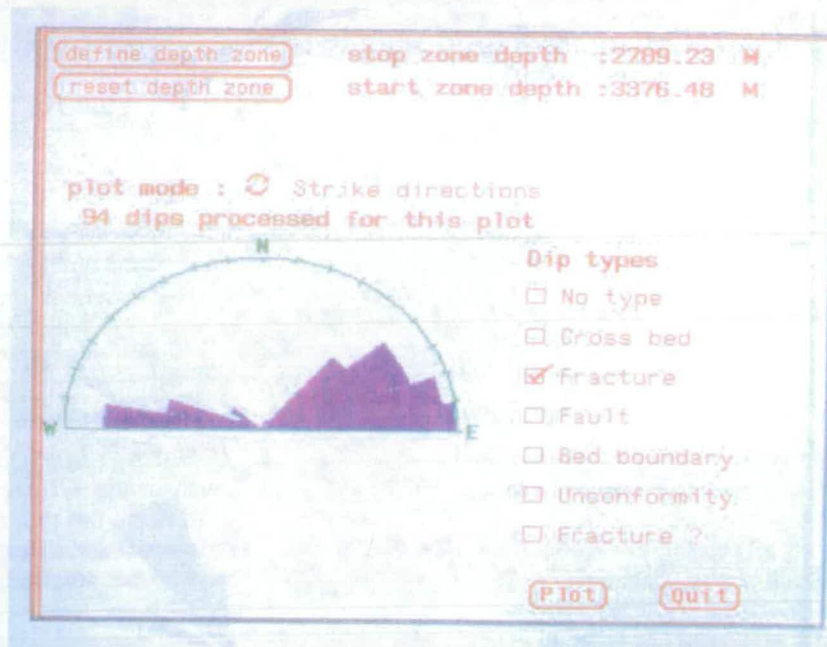 define depth zone stop zone depth :2789.23 M
reset depth zone start zone depth :3376.48 M
plot mode : Strike directions
94 dips processed for this plot
N
W
E
Dip types
No type
Cross bed
Fracture
Fault
Bed boundary
Unconformity
Fracture ?
Plot Quit